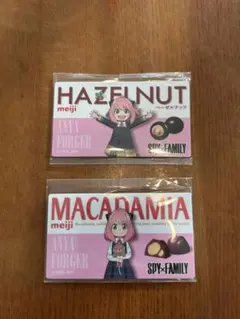 HAZELNUT
meiji
ヘーゼルナッツ
ANYA
FORGER
SPY×FAMILY
MACADAMIA
meiji
ANYA
FORGER
SPY×FAMILY